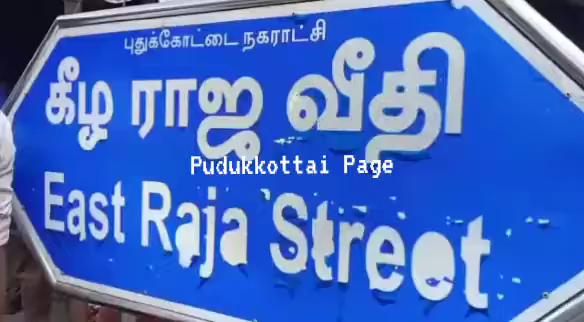 புதுக்கோட்டை நகராட்சி
கீழ ராஜ வீதி
Pudukkottai Page
East Raja Street